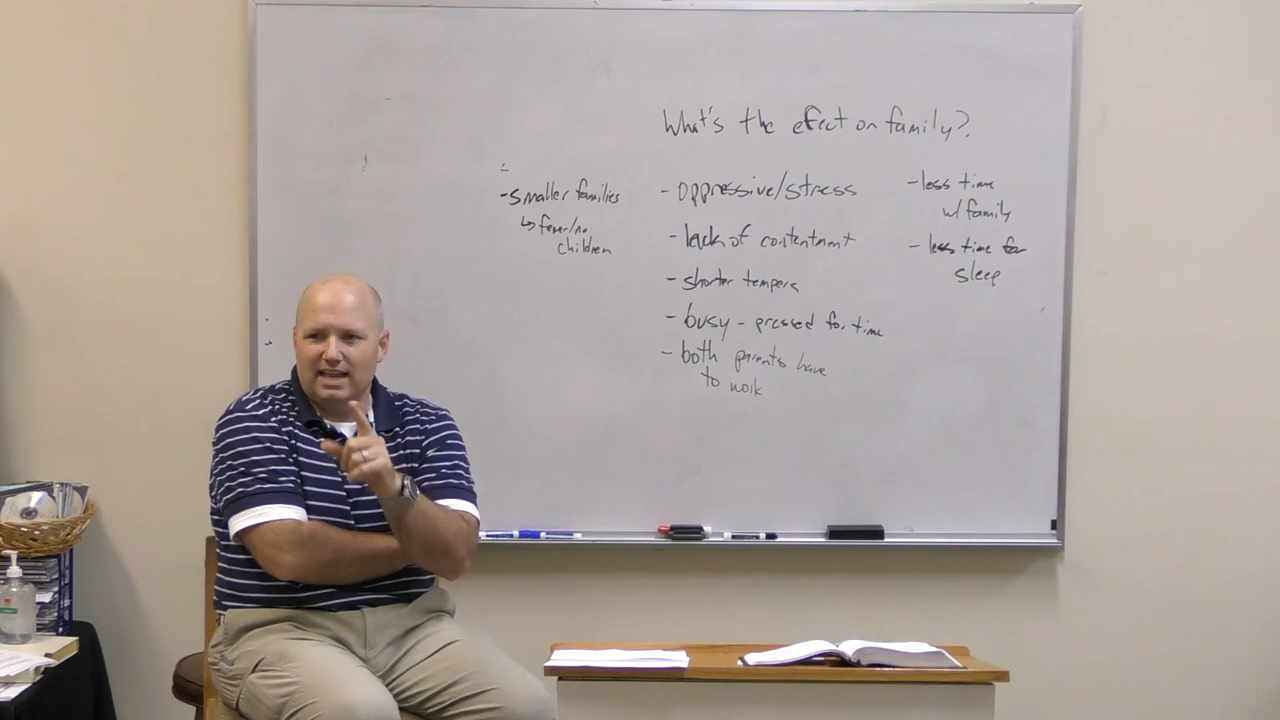 What's the effect on family?
-smaller families
↳ fewer/no
children
- oppressive/stress
- lack of contentment
- shorter tempers
- busy - pressed for time
- both parents have
to work
-less time
w/ family
- less time for
sleep